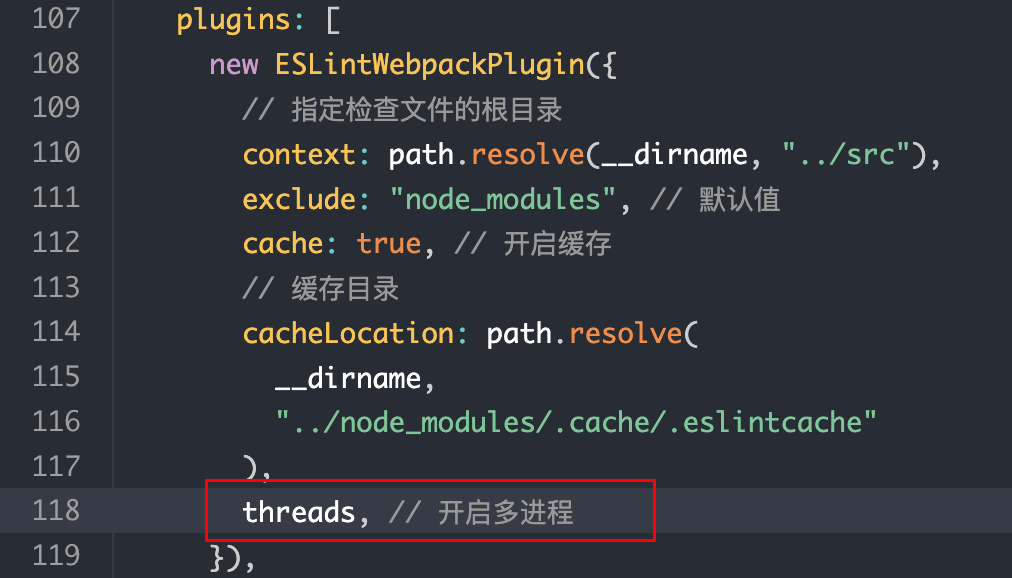 107 plugins: [
108 new ESLintWebpackPlugin({
109 // 指定检查文件的根目录
110 context: path.resolve(__dirname, "../src"),
111 exclude: "node_modules", // 默认值
112 cache: true, // 开启缓存
113 // 缓存目录
114 cacheLocation: path.resolve(
115 __dirname,
116 "../node_modules/.cache/.eslintcache"
117 ),
118 threads, // 开启多进程
119 }),